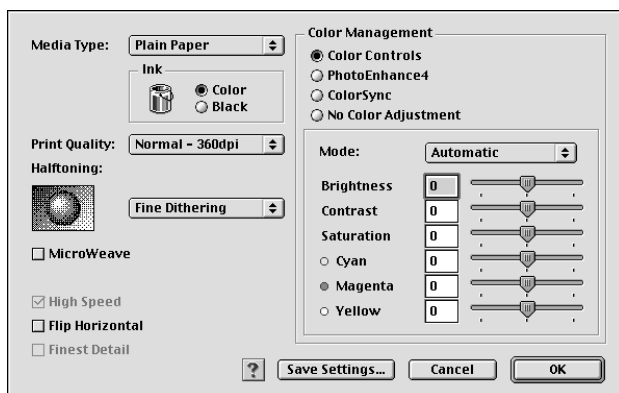 Media Type:
Plain Paper
Ink
Color
Black
Print Quality:
Normal - 360dpi
Halftoning:
Fine Dithering
MicroWeave
High Speed
Flip Horizontal
Finest Detail
Color Management
Color Controls
PhotoEnhance4
ColorSync
No Color Adjustment
Mode:
Automatic
Brightness 0
Contrast 0
Saturation 0
Cyan 0
Magenta 0
Yellow 0
? Save Settings... Cancel OK